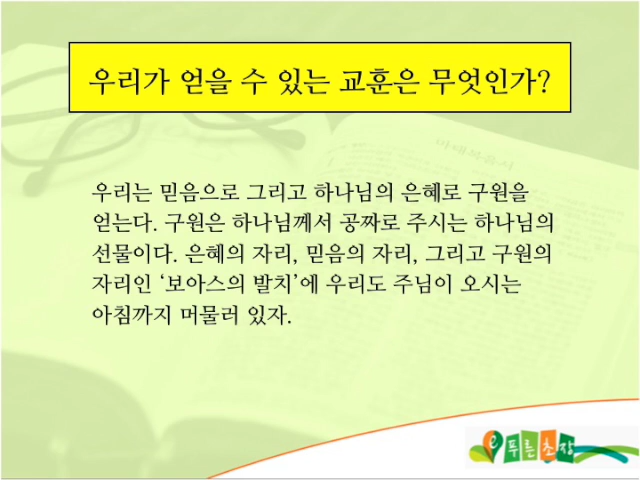 우리가 얻을 수 있는 교훈은 무엇인가?
우리는 믿음으로 그리고 하나님의 은혜로 구원을
얻는다. 구원은 하나님께서 공짜로 주시는 하나님의
선물이다. 은혜의 자리, 믿음의 자리, 그리고 구원의
자리인 ‘보아스의 발치’에 우리도 주님이 오시는
아침까지 머물러 있자.
e푸른초장